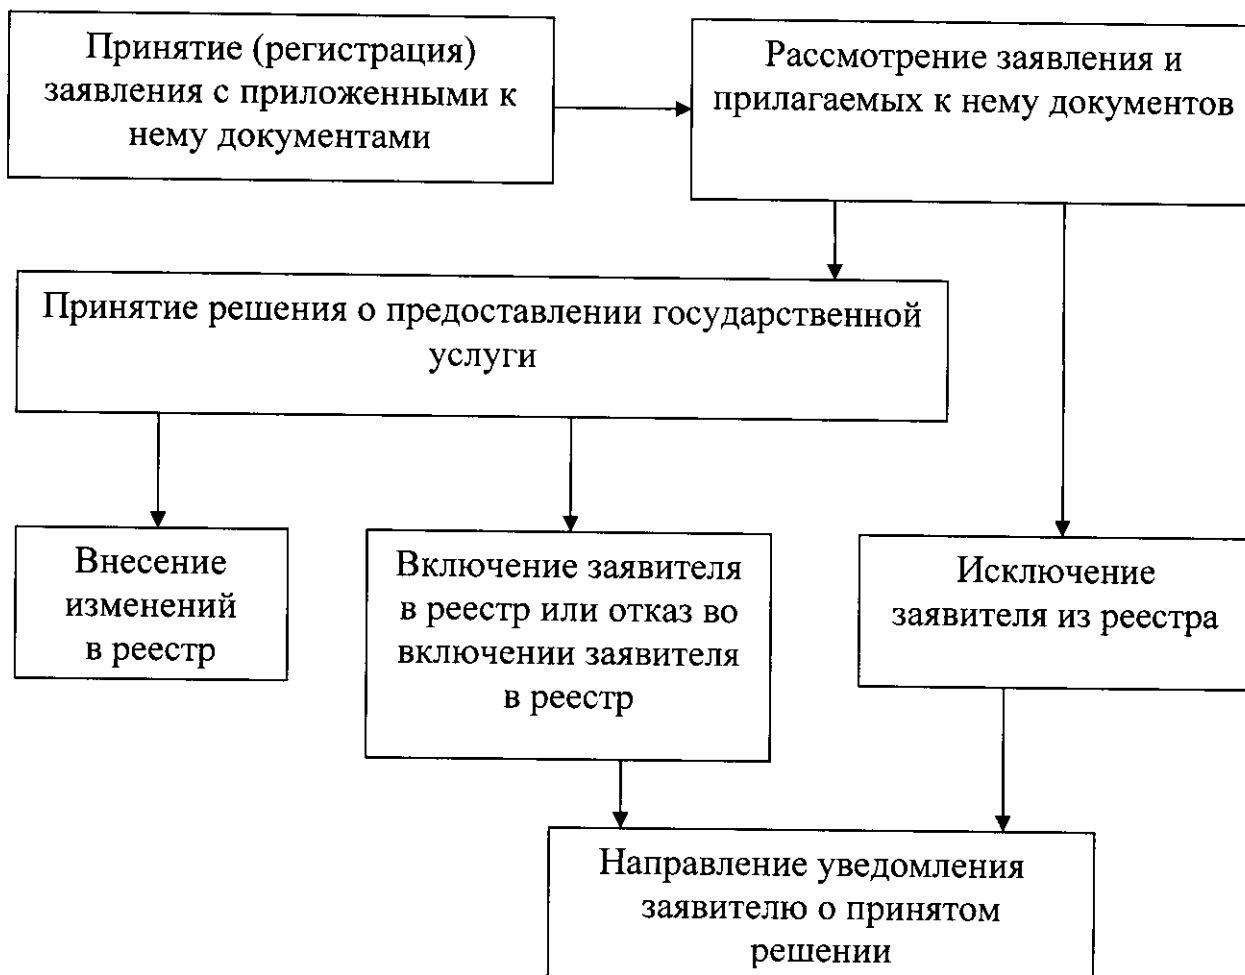 Принятие (регистрация)
заявления с приложенными к
нему документами
Рассмотрение заявления и
прилагаемых к нему документов
Принятие решения о предоставлении государственной
услуги
Внесение
изменений
в реестр
Включение заявителя
в реестр или отказ во
включении заявителя
в реестр
Исключение
заявителя из реестра
Направление уведомления
заявителю о принятом
решении